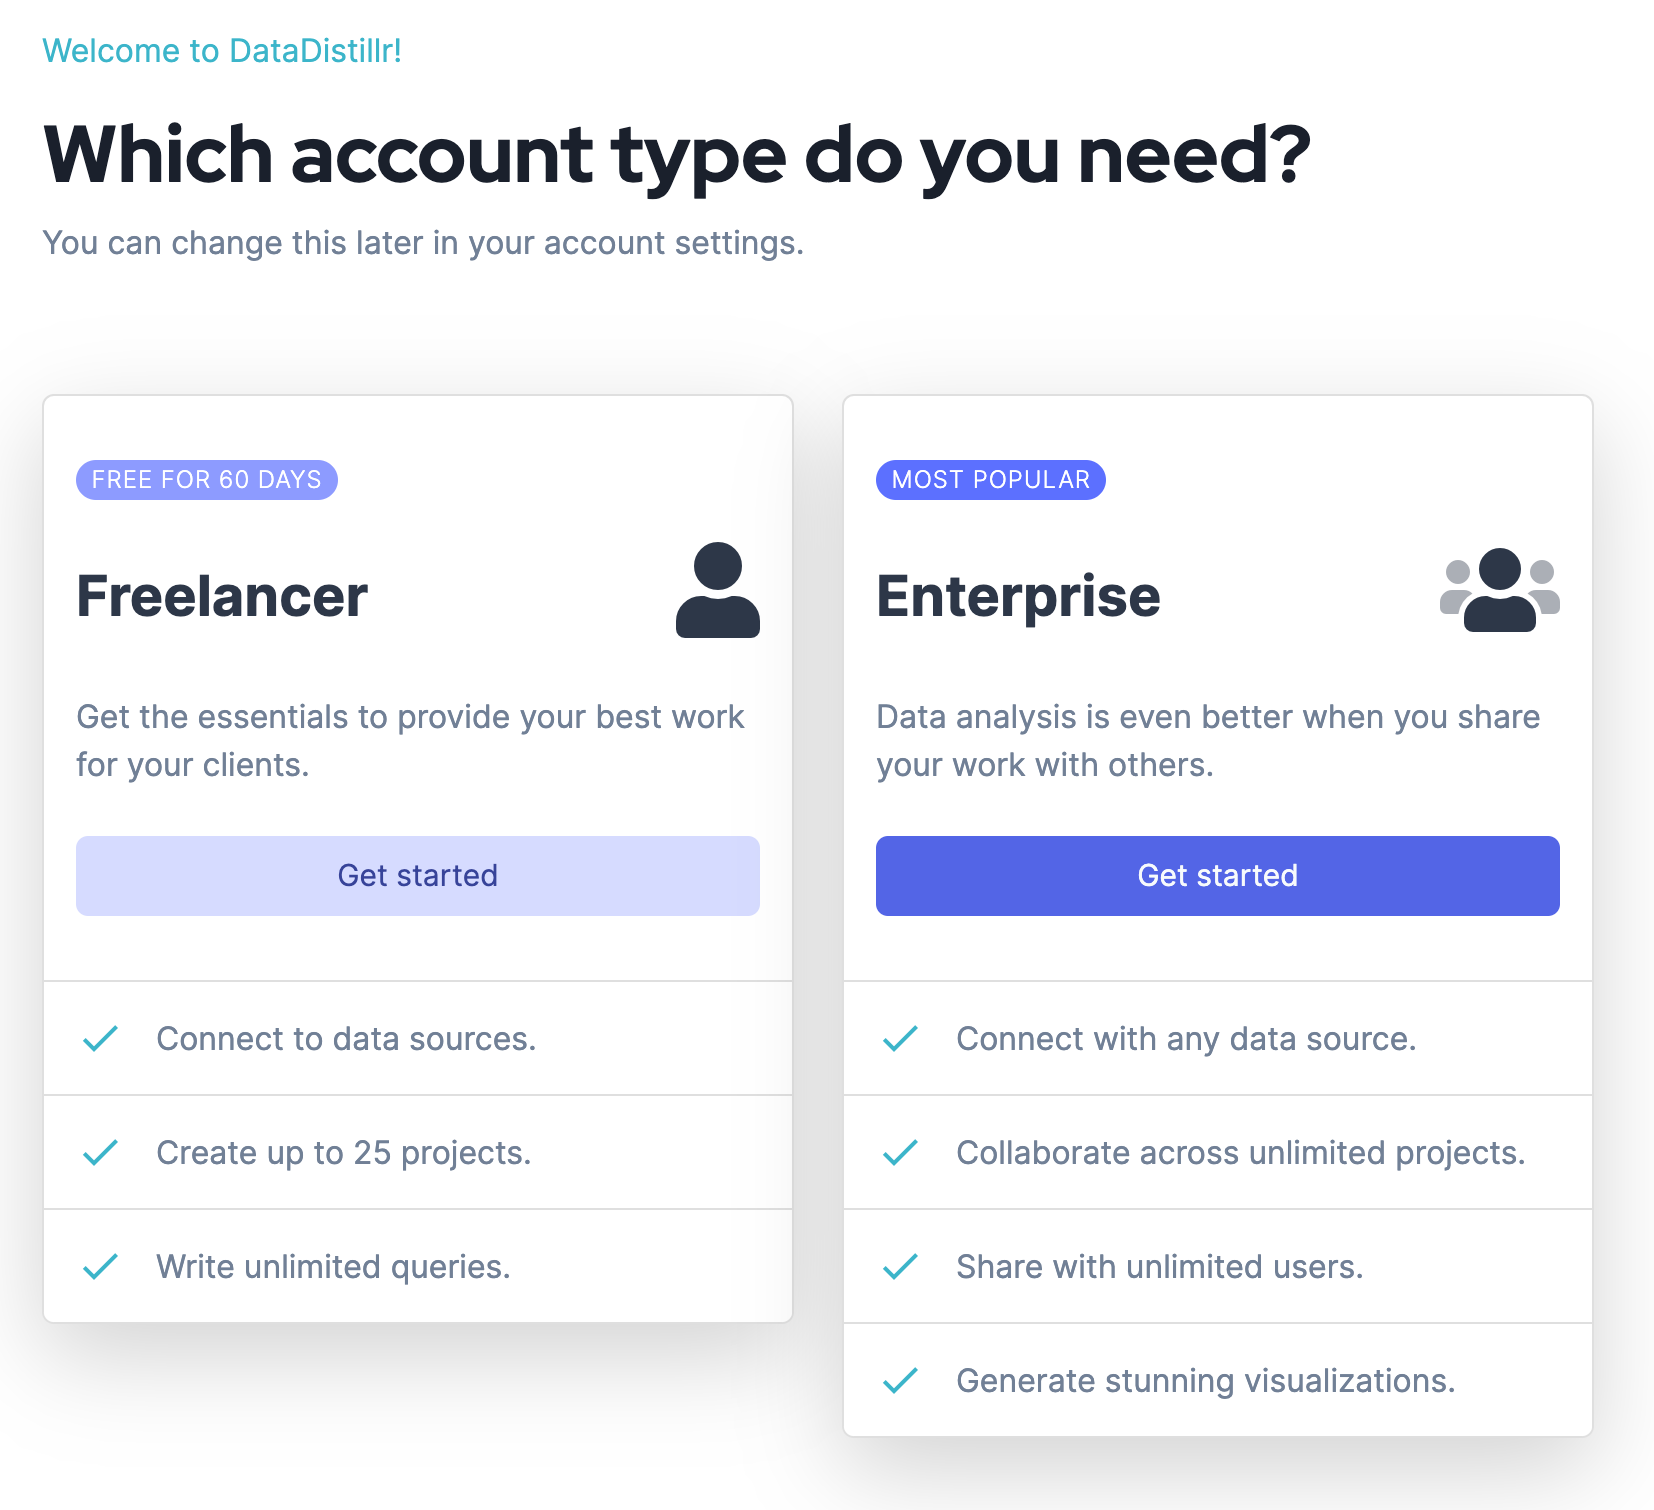 Welcome to DataDistillr!
Which account type do you need?
You can change this later in your account settings.
FREE FOR 60 DAYS
Freelancer
Get the essentials to provide your best work
for your clients.
Get started
Connect to data sources.
Create up to 25 projects.
Write unlimited queries.
MOST POPULAR
Enterprise
Data analysis is even better when you share
your work with others.
Get started
Connect with any data source.
Collaborate across unlimited projects.
Share with unlimited users.
Generate stunning visualizations.